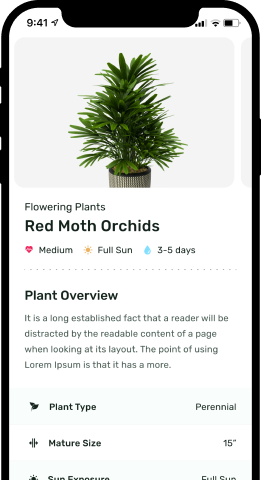 9:41
Flowering Plants
Red Moth Orchids
Medium Full Sun 3-5 days
Plant Overview
It is a long established fact that a reader will be
distracted by the readable content of a page
when looking at its layout. The point of using
Lorem Ipsum is that it has a more.
Plant Type Perennial
Mature Size 15”
Sun Exposure Full Sun